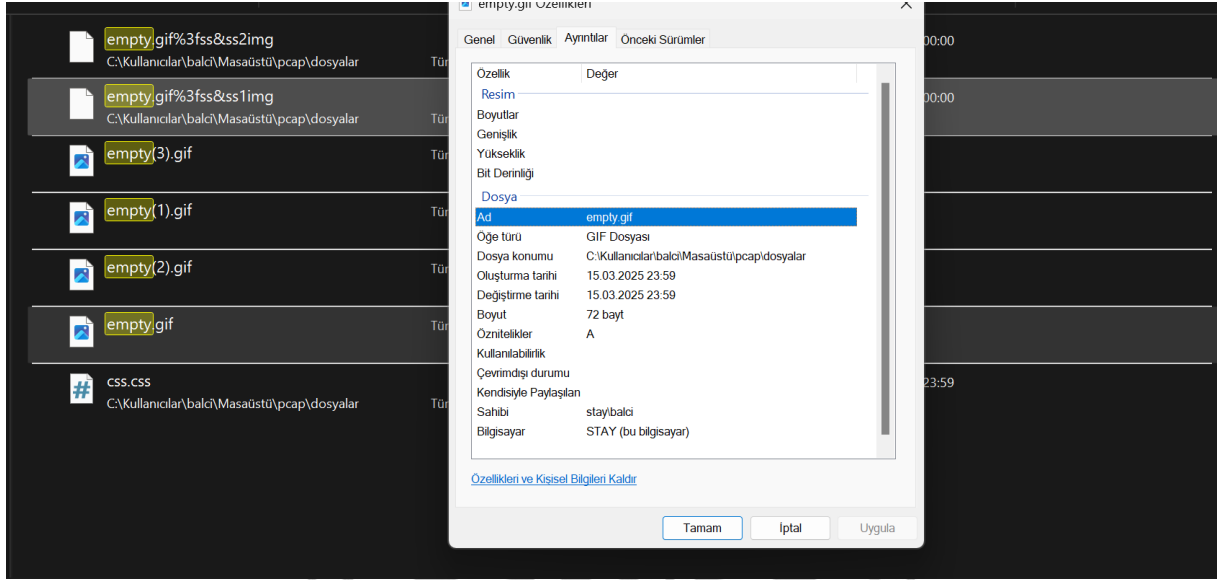 empty.gif Özellikleri
empty.gif%3fss&ss2img
C:\Kullanıcılar\balci\Masaüstü\pcap\dosyalar
Tür
00:00
empty.gif%3fss&ss1img
C:\Kullanıcılar\balci\Masaüstü\pcap\dosyalar
Tür
00:00
empty(3).gif
Tür
empty(1).gif
Tür
empty(2).gif
Tür
empty.gif
Tür
css.css
C:\Kullanıcılar\balci\Masaüstü\pcap\dosyalar
Tür
23:59
Genel Güvenlik Ayrıntılar Önceki Sürümler
Özellik Değer
Resim
Boyutlar
Genişlik
Yükseklik
Bit Derinliği
Dosya
Ad empty.gif
Öğe türü GIF Dosyası
Dosya konumu C:\Kullanıcılar\balci\Masaüstü\pcap\dosyalar
Oluşturma tarihi 15.03.2025 23:59
Değiştirme tarihi 15.03.2025 23:59
Boyut 72 bayt
Öznitelikler A
Kullanılabilirlik
Çevrimdışı durumu
Kendisiyle Paylaşılan
Sahibi stay\balci
Bilgisayar STAY (bu bilgisayar)
Özellikleri ve Kişisel Bilgileri Kaldır
Tamam İptal Uygula